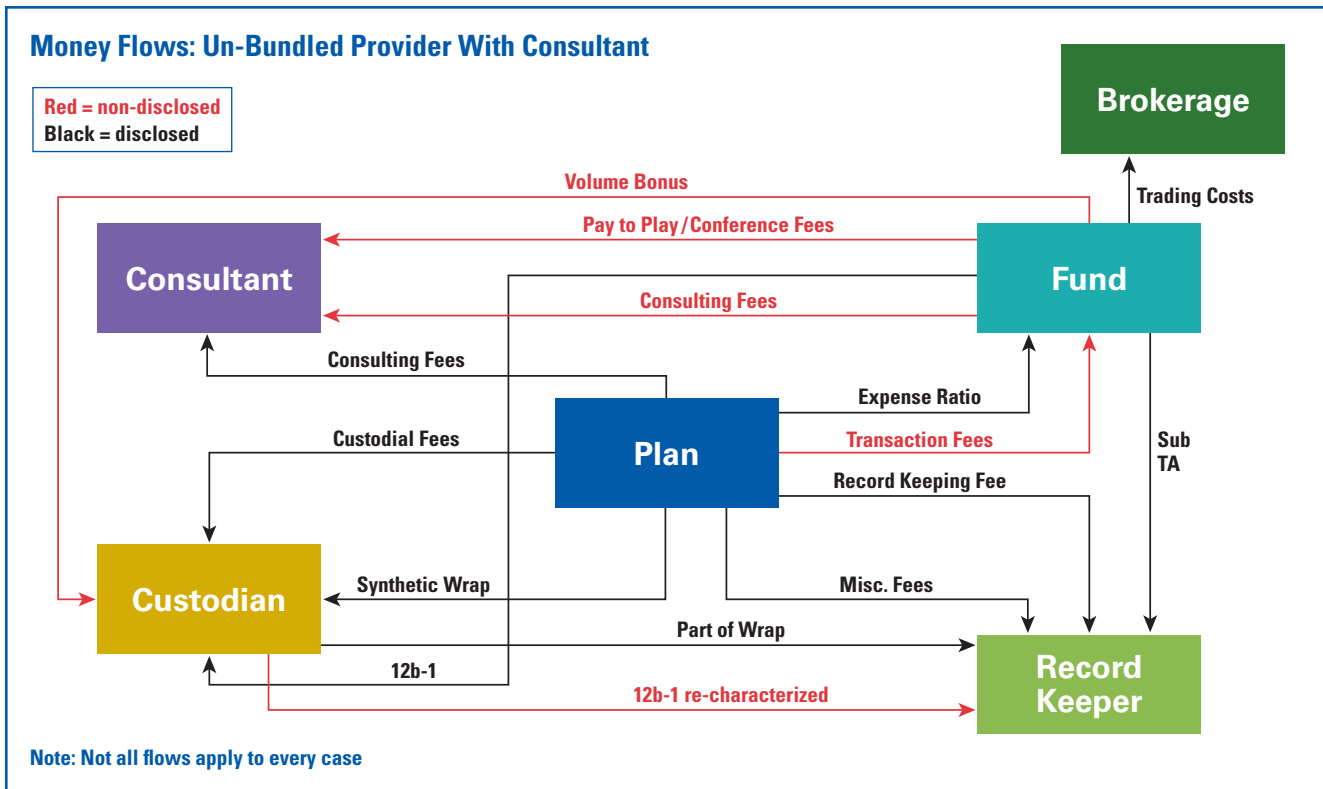 Money Flows: Un-Bundled Provider With Consultant
Red = non-disclosed
Black = disclosed
Brokerage
Volume Bonus
Trading Costs
Pay to Play/Conference Fees
Consultant
Fund
Consulting Fees
Consulting Fees
Expense Ratio
Custodial Fees
Plan
Transaction Fees
Sub
TA
Record Keeping Fee
Custodian
Synthetic Wrap
Misc. Fees
Part of Wrap
12b-1
Record
Keeper
12b-1 re-characterized
Note: Not all flows apply to every case